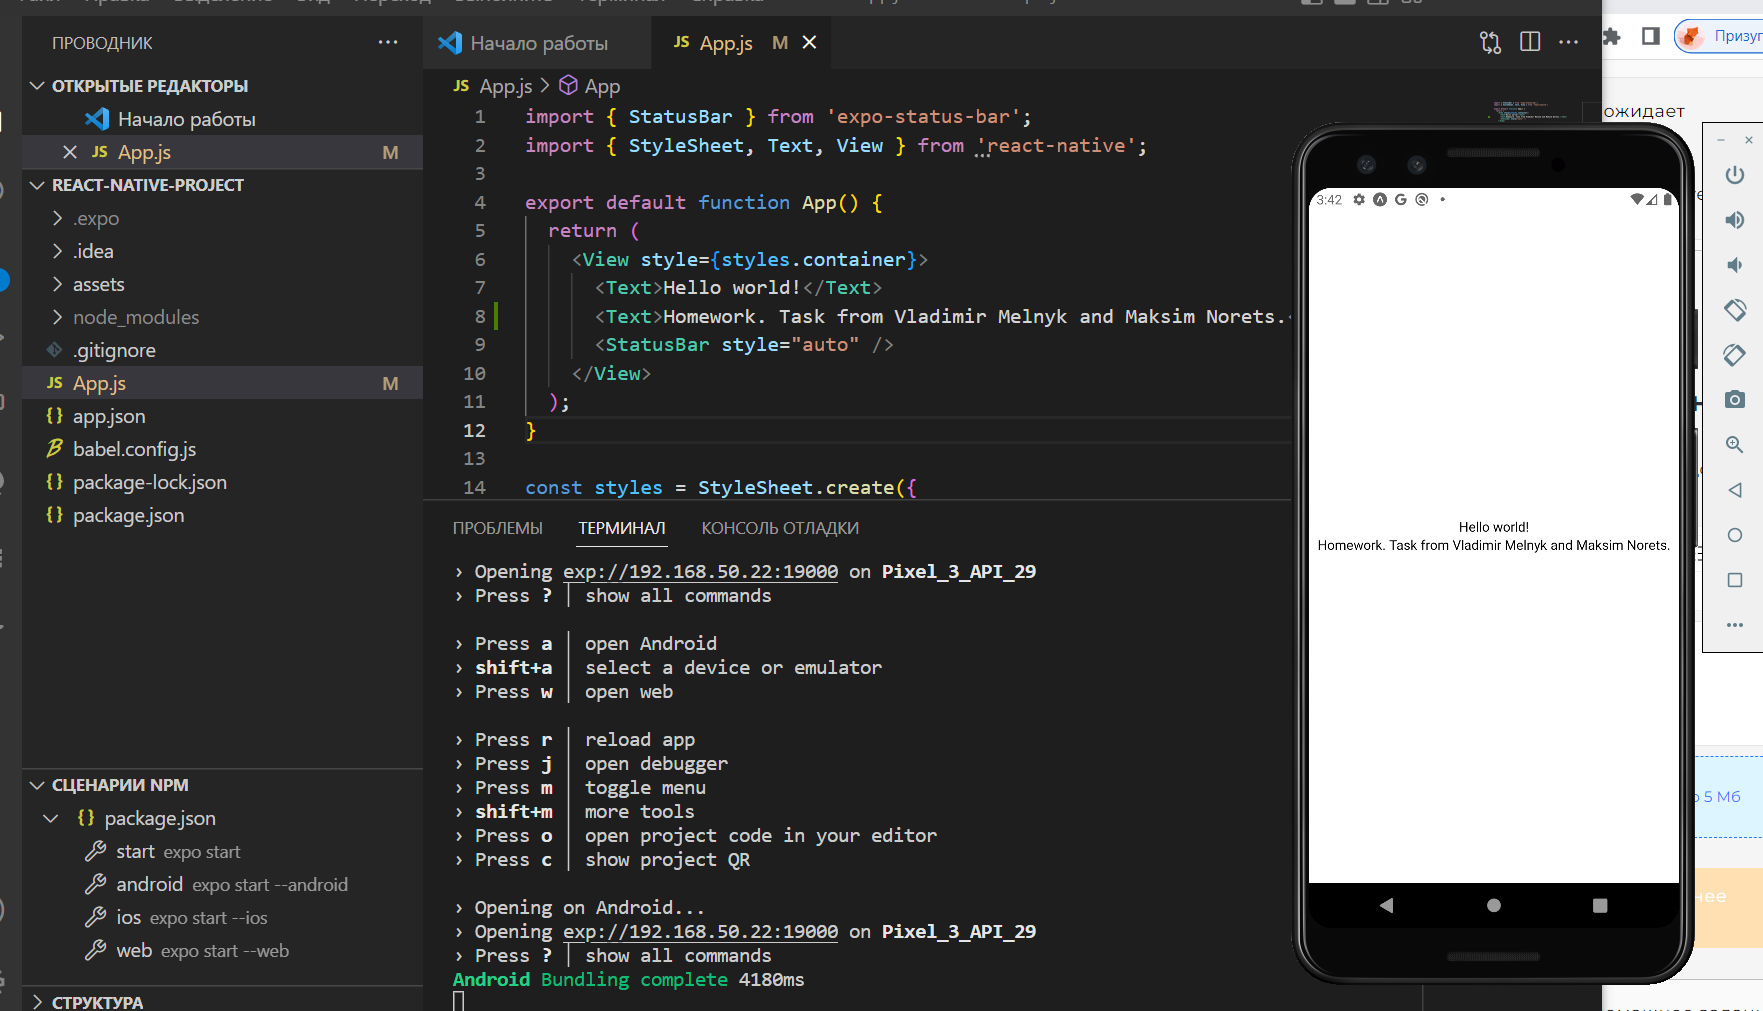 ПРОВОДНИК
ОТКРЫТЫЕ РЕДАКТОРЫ
Начало работы
JS App.js M
REACT-NATIVE-PROJECT
.expo
.idea
assets
node_modules
.gitignore
JS App.js M
{} app.json
babel.config.js
{} package-lock.json
{} package.json
СЦЕНАРИИ NPM
{} package.json
start expo start
android expo start --android
ios expo start --ios
web expo start --web
СТРУКТУРА
Начало работы
JS App.js M
JS App.js > App
1 import { StatusBar } from 'expo-status-bar';
2 import { StyleSheet, Text, View } from 'react-native';
3
4 export default function App() {
5 return (
6 <View style={styles.container}>
7 <Text>Hello world!</Text>
8 <Text>Homework. Task from Vladimir Melnyk and Maksim Norets.
9 <StatusBar style="auto" />
10 </View>
11 );
12 }
13
14 const styles = StyleSheet.create({
ПРОБЛЕМЫ ТЕРМИНАЛ КОНСОЛЬ ОТЛАДКИ
› Opening exp://192.168.50.22:19000 on Pixel_3_API_29
› Press ? │ show all commands
› Press a │ open Android
› shift+a │ select a device or emulator
› Press w │ open web
› Press r │ reload app
› Press j │ open debugger
› Press m │ toggle menu
› shift+m │ more tools
› Press o │ open project code in your editor
› Press c │ show project QR
› Opening on Android...
› Opening exp://192.168.50.22:19000 on Pixel_3_API_29
› Press ? │ show all commands
Android Bundling complete 4180ms
3:42
Hello world!
Homework. Task from Vladimir Melnyk and Maksim Norets.
ожидает
5 Мб